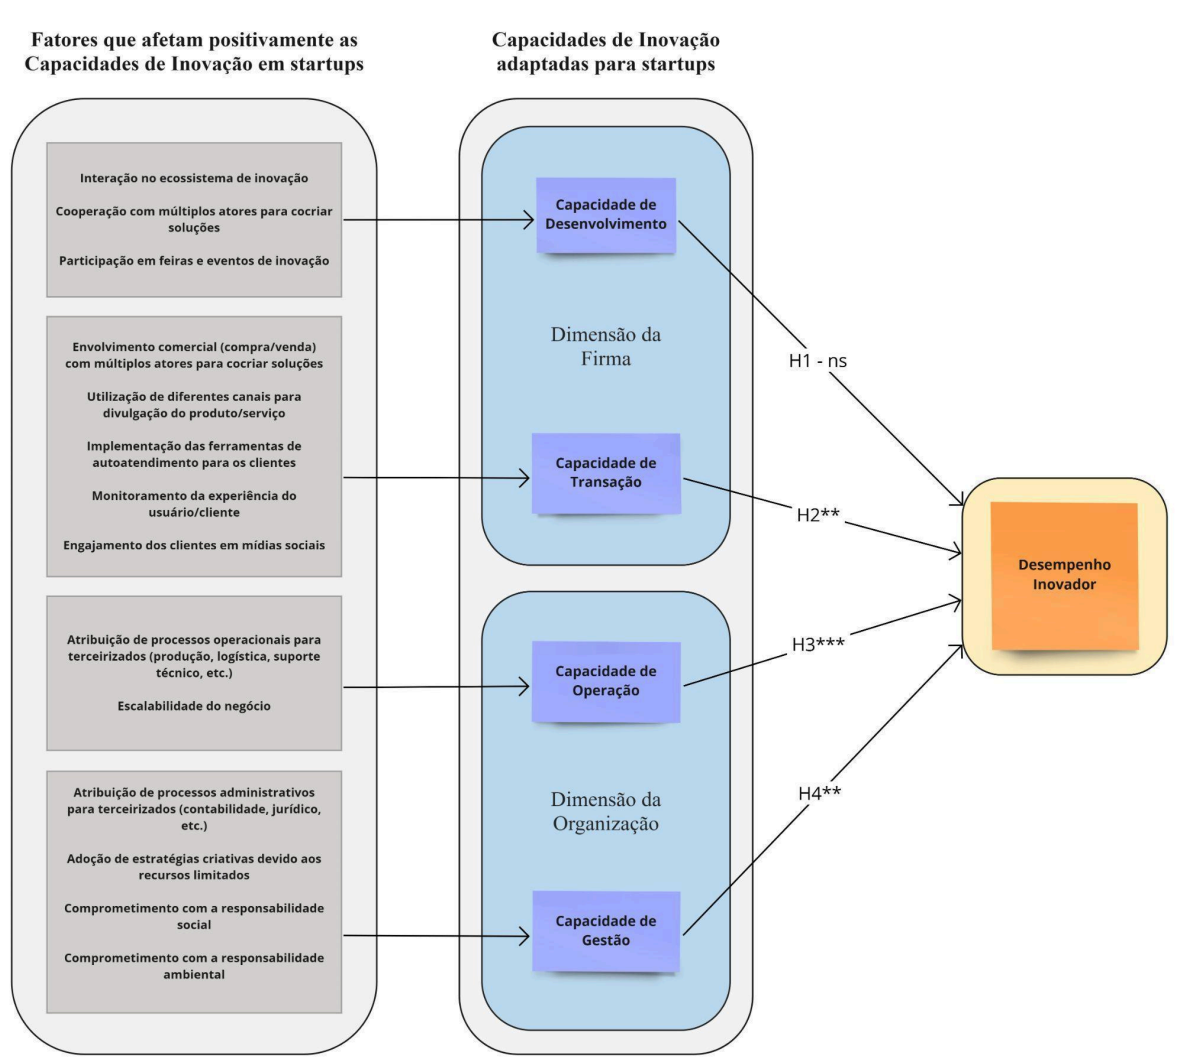 Fatores que afetam positivamente as
Capacidades de Inovação em startups
Interação no ecossistema de inovação
Cooperação com múltiplos atores para cocriar
soluções
Participação em feiras e eventos de inovação
Envolvimento comercial (compra/venda)
com múltiplos atores para cocriar soluções
Utilização de diferentes canais para
divulgação do produto/serviço
Implementação das ferramentas de
autoatendimento para os clientes
Monitoramento da experiência do
usuário/cliente
Engajamento dos clientes em mídias sociais
Atribuição de processos operacionais para
terceirizados (produção, logística, suporte
técnico, etc.)
Escalabilidade do negócio
Atribuição de processos administrativos
para terceirizados (contabilidade, jurídico,
etc.)
Adoção de estratégias criativas devido aos
recursos limitados
Comprometimento com a responsabilidade
social
Comprometimento com a responsabilidade
ambiental
Capacidades de Inovação
adaptadas para startups
Capacidade de
Desenvolvimento
Dimensão da
Firma
Capacidade de
Transação
Capacidade de
Operação
Dimensão da
Organização
Capacidade de
Gestão
H1 - ns
H2**
H3***
H4**
Desempenho
Inovador